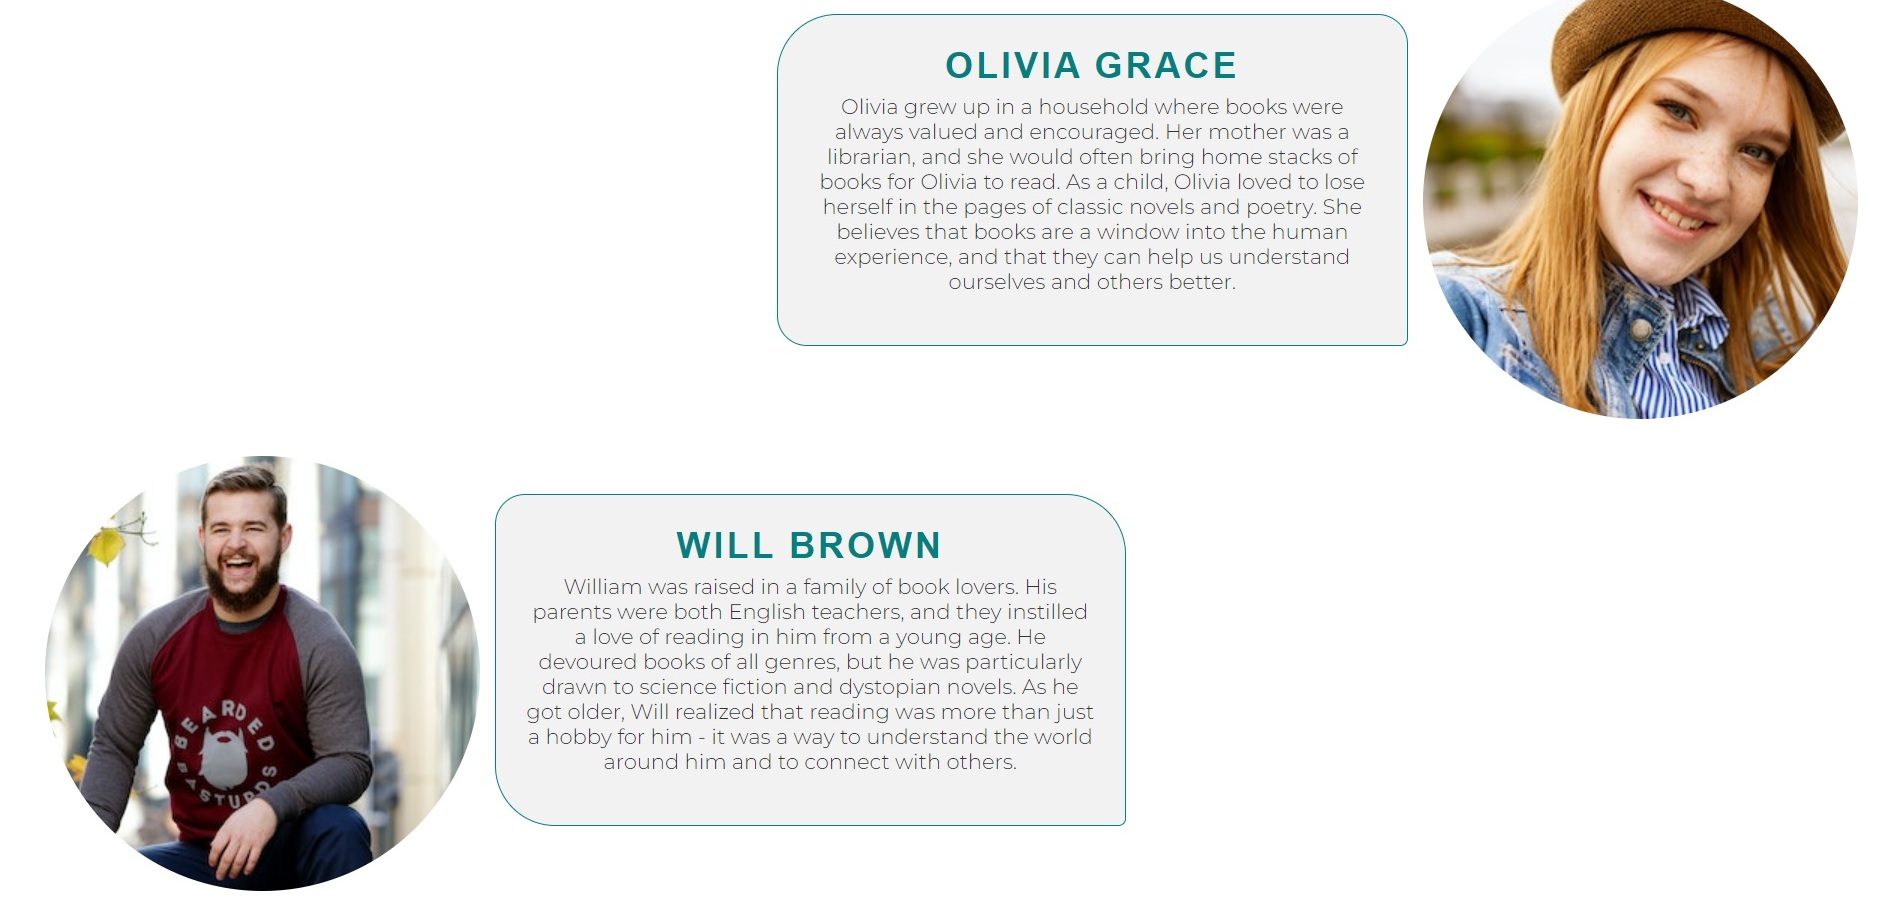 OLIVIA GRACE
Olivia grew up in a household where books were
always valued and encouraged. Her mother was a
librarian, and she would often bring home stacks of
books for Olivia to read. As a child, Olivia loved to lose
herself in the pages of classic novels and poetry. She
believes that books are a window into the human
experience, and that they can help us understand
ourselves and others better.
WILL BROWN
William was raised in a family of book lovers. His
parents were both English teachers, and they instilled
a love of reading in him from a young age. He
devoured books of all genres, but he was particularly
drawn to science fiction and dystopian novels. As he
got older, Will realized that reading was more than just
a hobby for him - it was a way to understand the world
around him and to connect with others.
BEARDED
BASTURDS